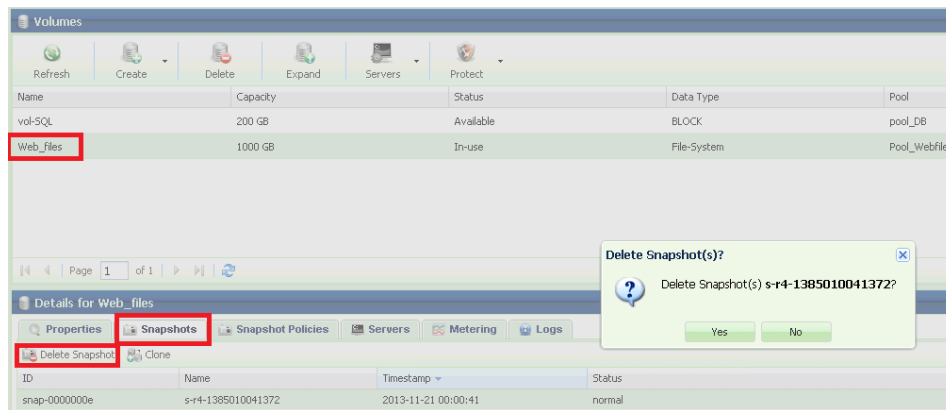 Volumes
Refresh Create Delete Expand Servers Protect
Name Capacity Status Data Type Pool
vol-SQL 200 GB Available BLOCK pool_DB
Web_files 1000 GB In-use File-System Pool_Webfile
Page 1 of 1
Delete Snapshot(s)?
Delete Snapshot(s) s-r4-1385010041372?
Yes No
Details for Web_files
Properties Snapshots Snapshot Policies Servers Metering Logs
Delete Snapshot Clone
ID Name Timestamp Status
snap-0000000e s-r4-1385010041372 2013-11-21 00:00:41 normal